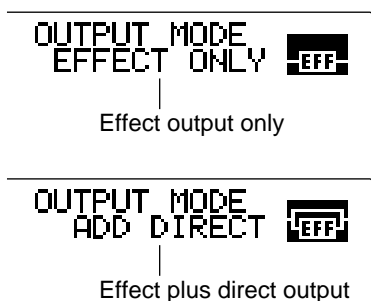 OUTPUT MODE
EFFECT ONLY
EFF
Effect output only
OUTPUT MODE
ADD DIRECT
EFF
Effect plus direct output